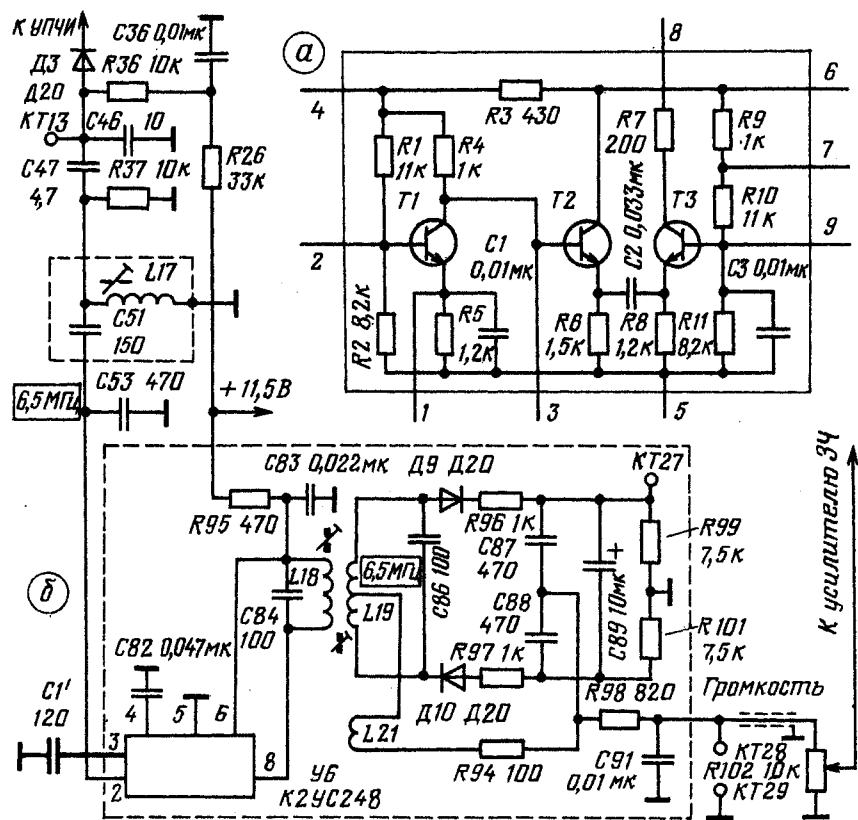 К УПЧИ
С36 0,01мк
Д3
R36 10к
Д20
КТ13
С46
10
С47
R37 10к
4,7
R26
33к
L17
С51
150
С53 470
6,5МГц
+11,5В
а
8
4
6
R3 430
R1
11к
R4
1к
R7
200
R9
1к
7
R10
11к
T1
T2
T3
2
9
С1
0,01мк
С2 0,033мк
С3 0,01мк
R2 8,2к
R5
1,2к
R6
1,5к
R8
1,2к
R11
8,2к
1
3
5
б
С83 0,022мк
Д9 Д20
КТ27
R95 470
R96 1к
R99
7,5к
L18
6,5МГц
С86 100
С87
470
С84
100
L19
С88
470
С89 10мк
+
R101
7,5к
С82 0,047мк
R97 1к
R98 820
Громкость
С1'
120
4
5
6
Д10 Д20
3
8
2
L21
R94 100
С91
0,01 мк
КТ28
R102 10к
КТ29
У6
К2УС248
К усилителю ЗЧ